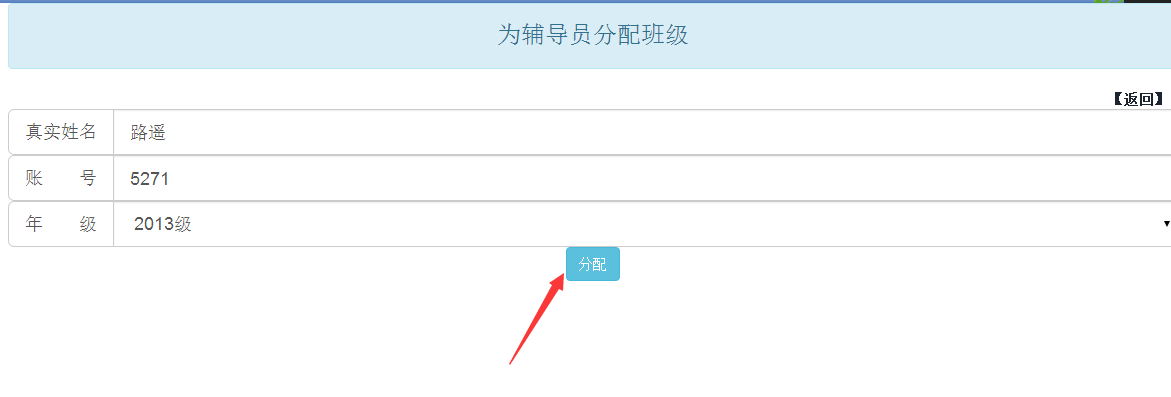 为辅导员分配班级
【返回】
真实姓名 路遥
账 号 5271
年 级 2013级
分配